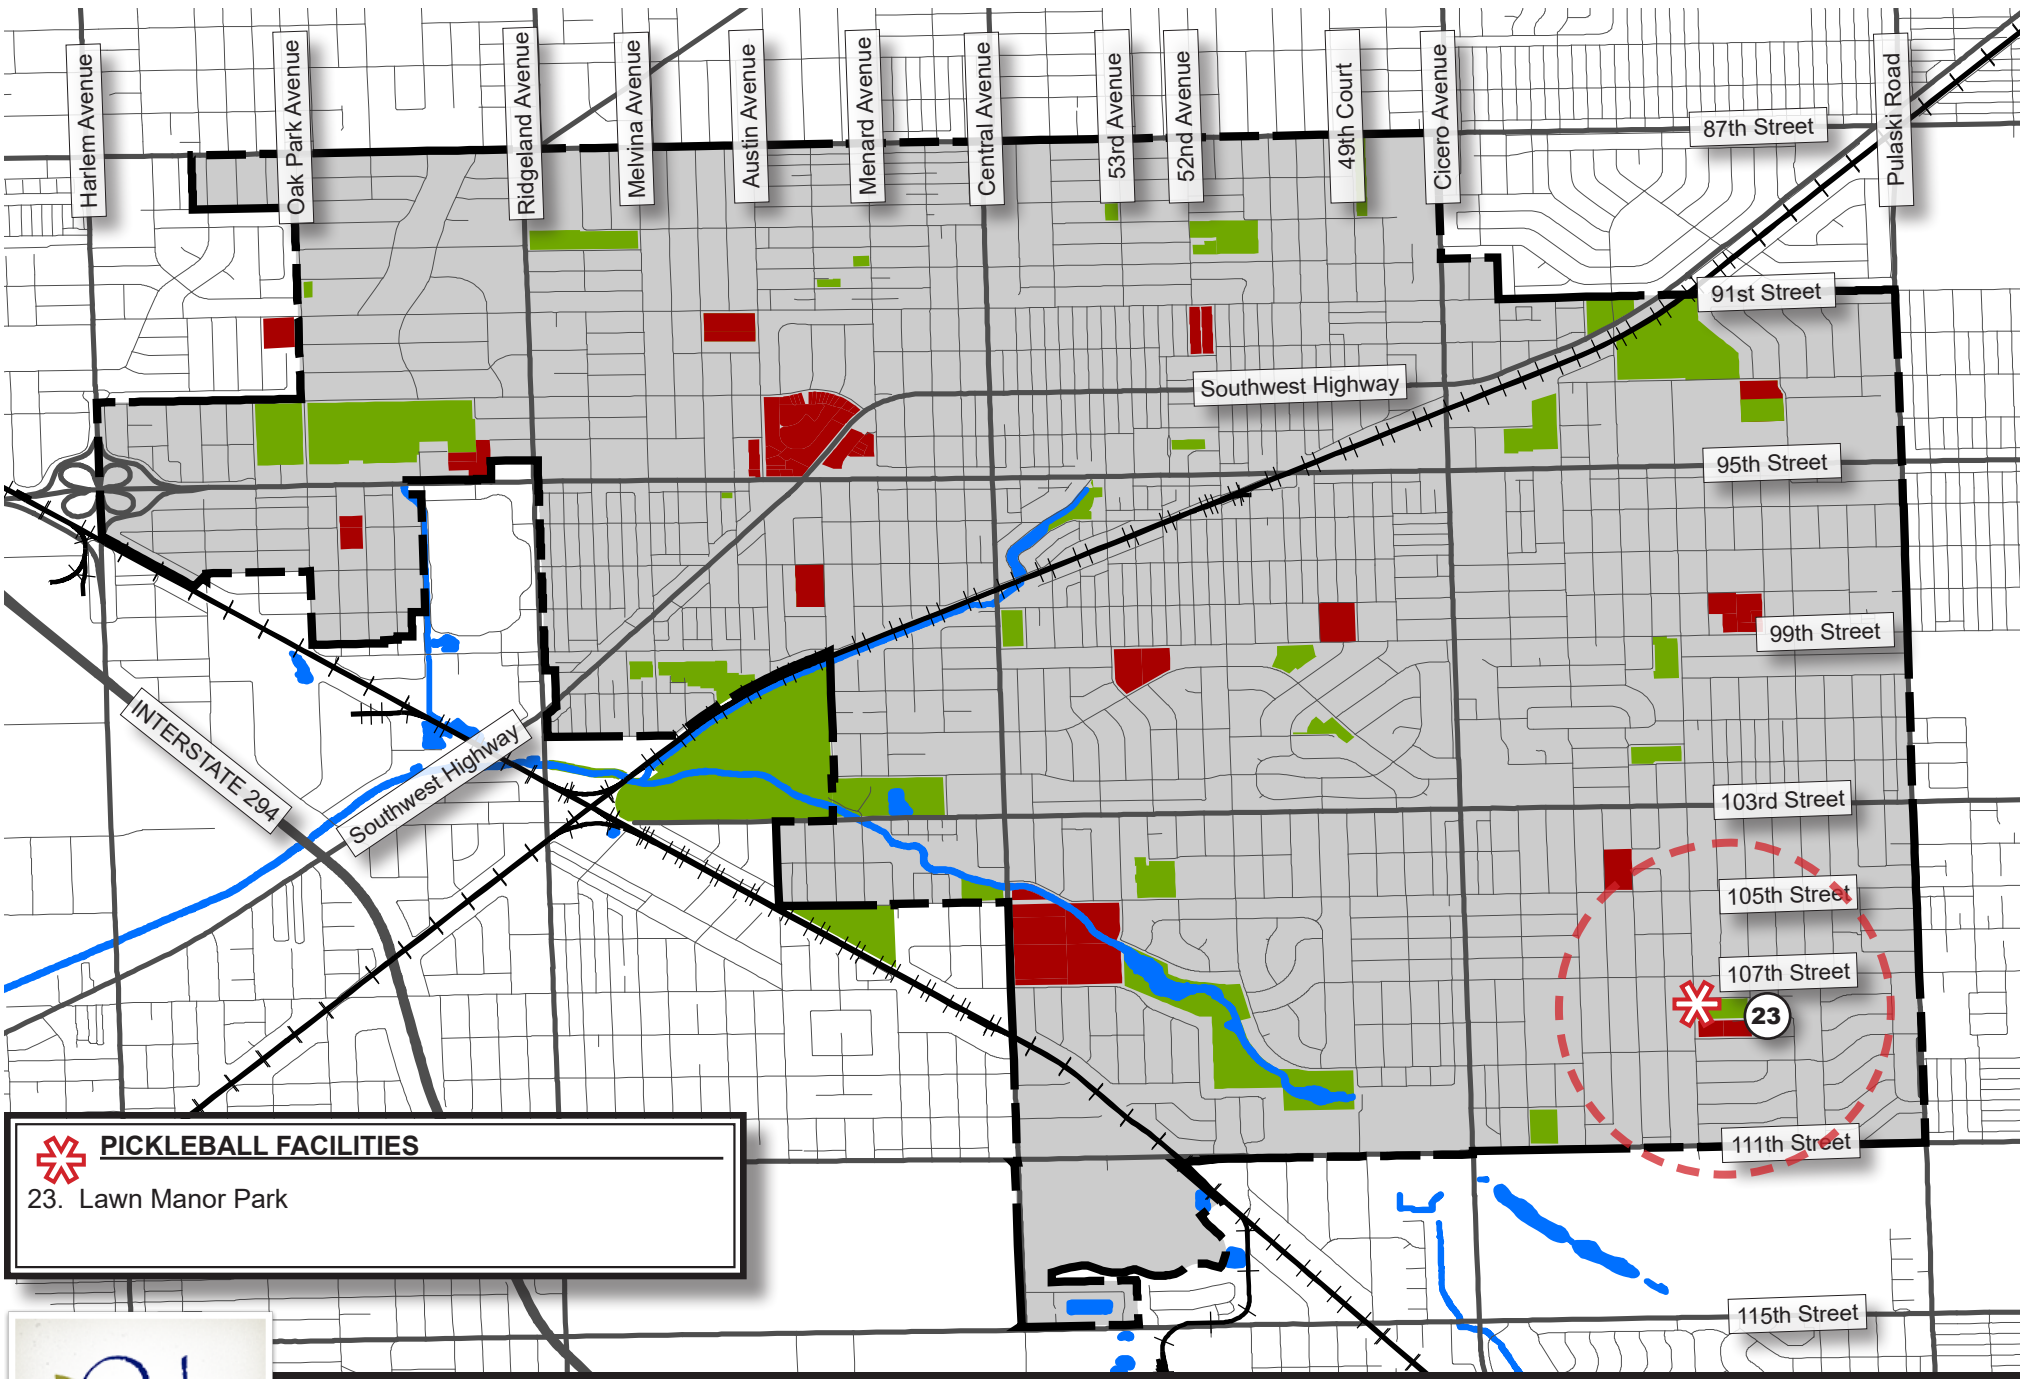 Harlem Avenue
Oak Park Avenue
Ridgeland Avenue
Melvina Avenue
Austin Avenue
Menard Avenue
Central Avenue
53rd Avenue
52nd Avenue
49th Court
Cicero Avenue
Pulaski Road
87th Street
91st Street
Southwest Highway
95th Street
99th Street
INTERSTATE 294
Southwest Highway
103rd Street
105th Street
107th Street
23
111th Street
115th Street
PICKLEBALL FACILITIES
23. Lawn Manor Park